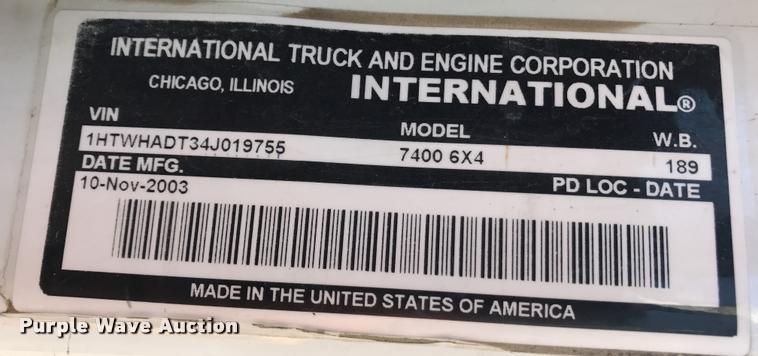 INTERNATIONAL TRUCK AND ENGINE CORPORATION
CHICAGO, ILLINOIS INTERNATIONAL®
VIN MODEL W.B.
1HTWHADT34J019755 7400 6X4 189
DATE MFG. PD LOC - DATE
10-Nov-2003
MADE IN THE UNITED STATES OF AMERICA
Purple Wave Auction